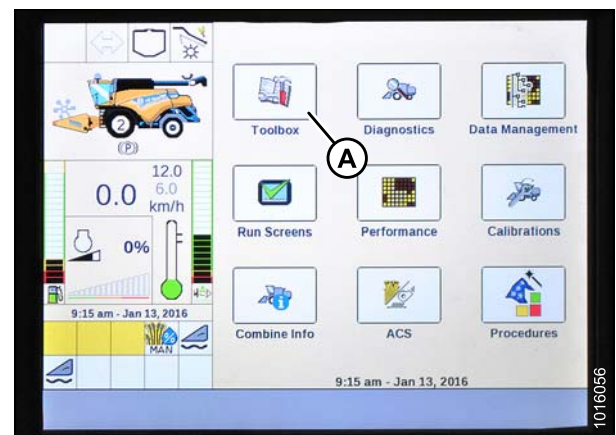 2
(P)
12.0
6.0
0.0
km/h
0%
9:15 am - Jan 13, 2016
MAN
Toolbox
Diagnostics
Data Management
A
Run Screens
Performance
Calibrations
Combine Info
ACS
Procedures
9:15 am - Jan 13, 2016
1016056